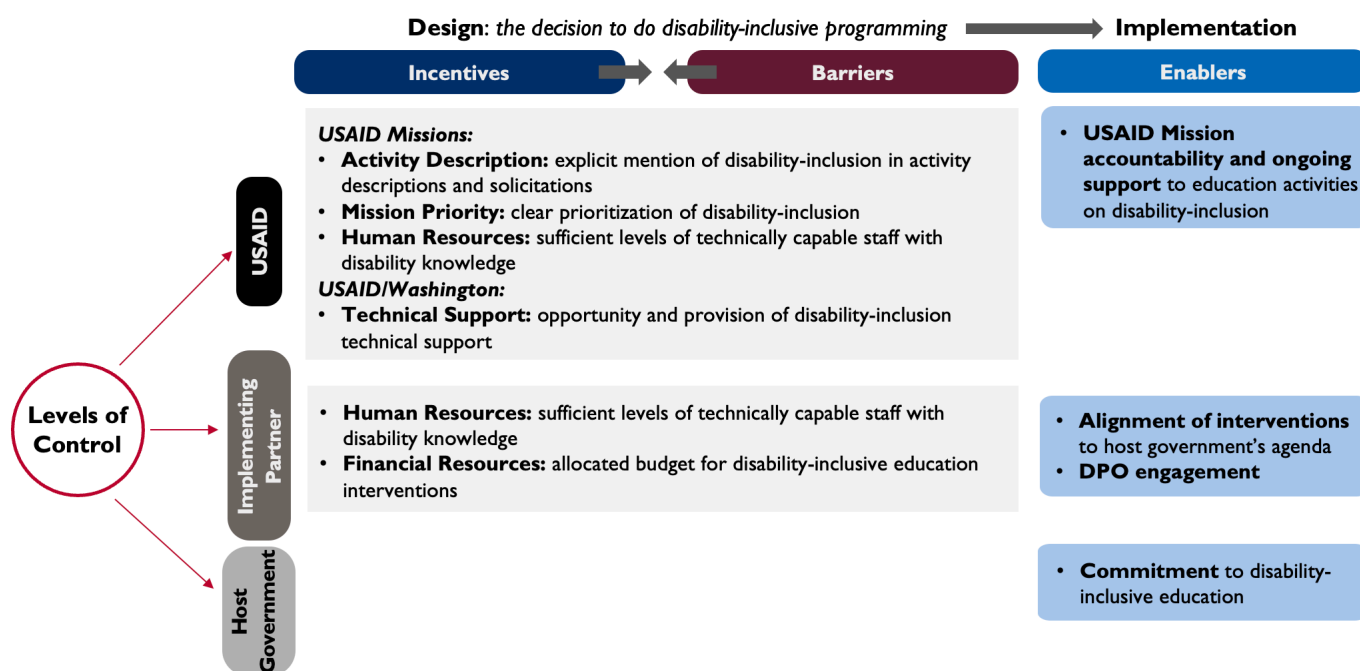 Design: the decision to do disability-inclusive programming
Implementation
Incentives
Barriers
Enablers
Levels of
Control
USAID
USAID Missions:
• Activity Description: explicit mention of disability-inclusion in activity
descriptions and solicitations
• Mission Priority: clear prioritization of disability-inclusion
• Human Resources: sufficient levels of technically capable staff with
disability knowledge
USAID/Washington:
• Technical Support: opportunity and provision of disability-inclusion
technical support
• USAID Mission
accountability and ongoing
support to education activities
on disability-inclusion
Implementing
Partner
• Human Resources: sufficient levels of technically capable staff with
disability knowledge
• Financial Resources: allocated budget for disability-inclusive education
interventions
• Alignment of interventions
to host government's agenda
• DPO engagement
Host
Government
• Commitment to disability-
inclusive education